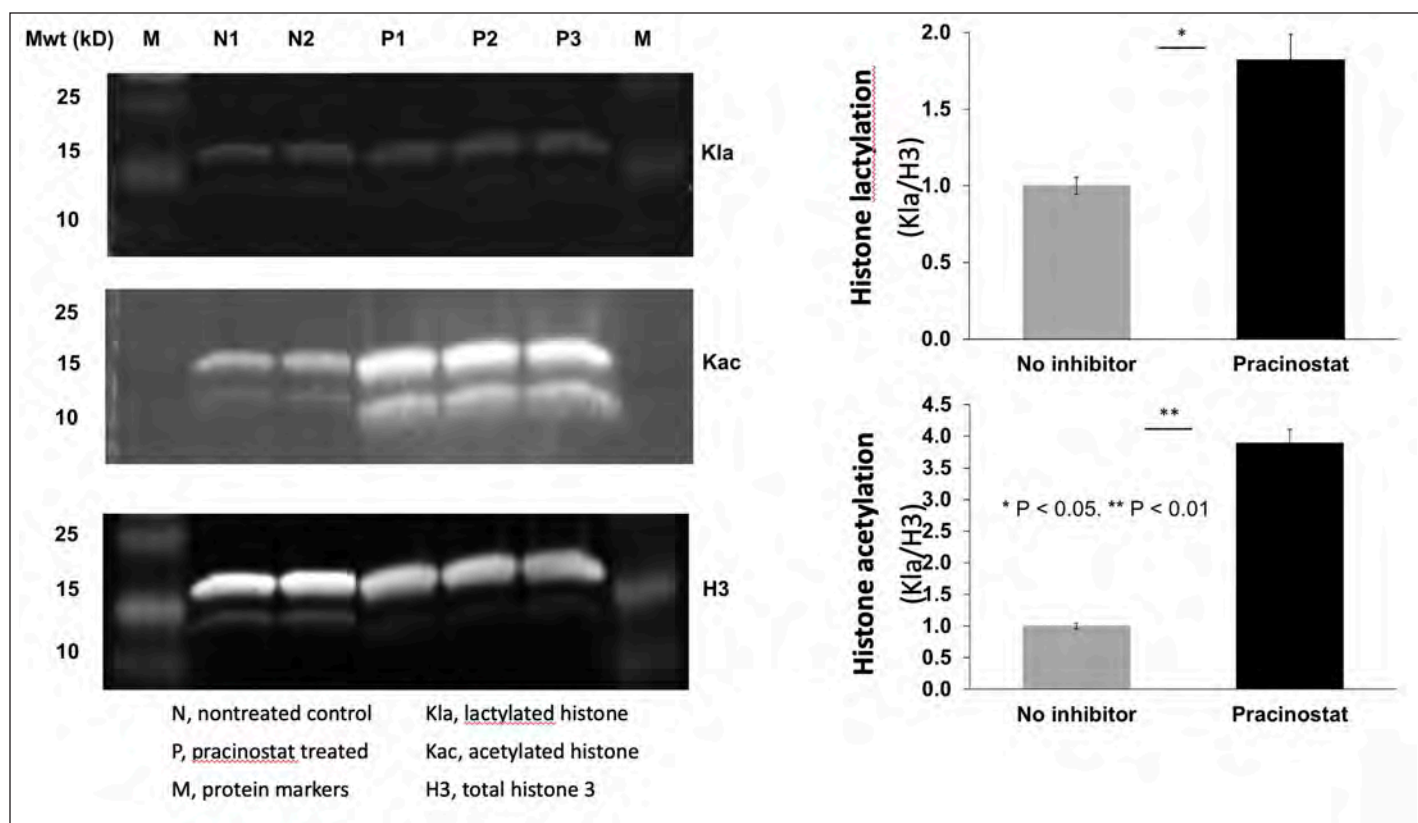 Mwt (kD) M N1 N2 P1 P2 P3 M
25
15
10
Kla
25
15
10
Kac
25
15
10
H3
N, nontreated control
Kla, lactylated histone
P, pracinostat treated
Kac, acetylated histone
M, protein markers
H3, total histone 3
Histone lactylation
(Kla/H3)
2.0
1.5
1.0
0.5
0.0
*
No inhibitor Pracinostat
Histone acetylation
(Kla/H3)
4.5
4.0
3.5
3.0
2.5
2.0
1.5
1.0
0.5
0.0
**
* P < 0.05. ** P < 0.01
No inhibitor Pracinostat